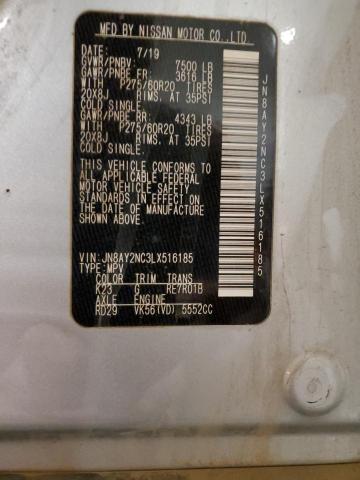 MFD BY NISSAN MOTOR CO.,LTD.
DATE: 7/19
GVWR/PNBV: 7500 LB
GAWR/PNBE FR: 3616 LB
WITH P275/60R20 TIRES
20X8J RIMS, AT 35PSI
COLD SINGLE.
GAWR/PNBE RR: 4343 LB
WITH P275/60R20 TIRES
20X8J RIMS, AT 35PSI
COLD SINGLE.
THIS VEHICLE CONFORMS TO
ALL APPLICABLE FEDERAL
MOTOR VEHICLE SAFETY
STANDARDS IN EFFECT ON
THE DATE OF MANUFACTURE
SHOWN ABOVE.
VIN: JN8AY2NC3LX516185
TYPE: MPV
COLOR TRIM TRANS
K23 G RE7R01B
AXLE ENGINE
RD29 VK56(VD) 5552CC
JN8AY2NC3LX516185